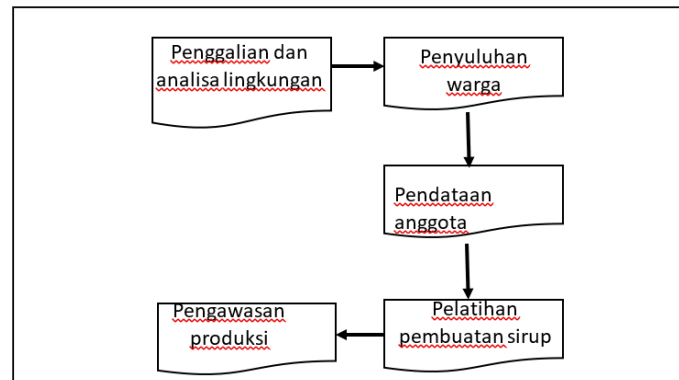 Penggalian dan
analisa lingkungan
Penyuluhan
warga
Pendataan
anggota
Pelatihan
pembuatan sirup
Pengawasan
produksi